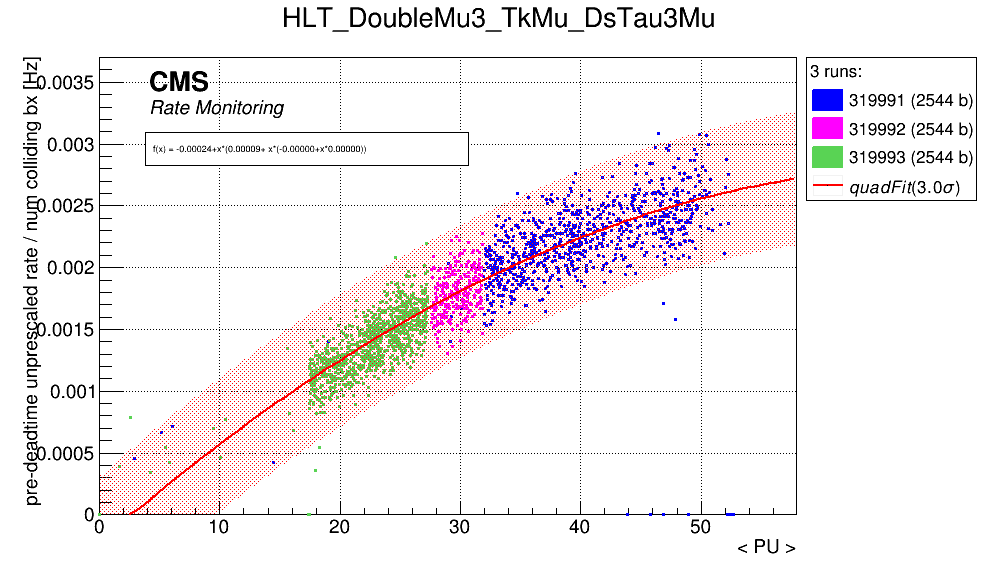 HLT_DoubleMu3_TkMu_DsTau3Mu
pre-deadtime unprescaled rate / num colliding bx [Hz]
CMS
Rate Monitoring
f(x) = -0.00024+x*(0.00009+ x*(-0.00000+x*0.00000))
0.0035
0.003
0.0025
0.002
0.0015
0.001
0.0005
0
0 10 20 30 40 50
< PU >
3 runs:
319991 (2544 b)
319992 (2544 b)
319993 (2544 b)
quadFit(3.0σ)